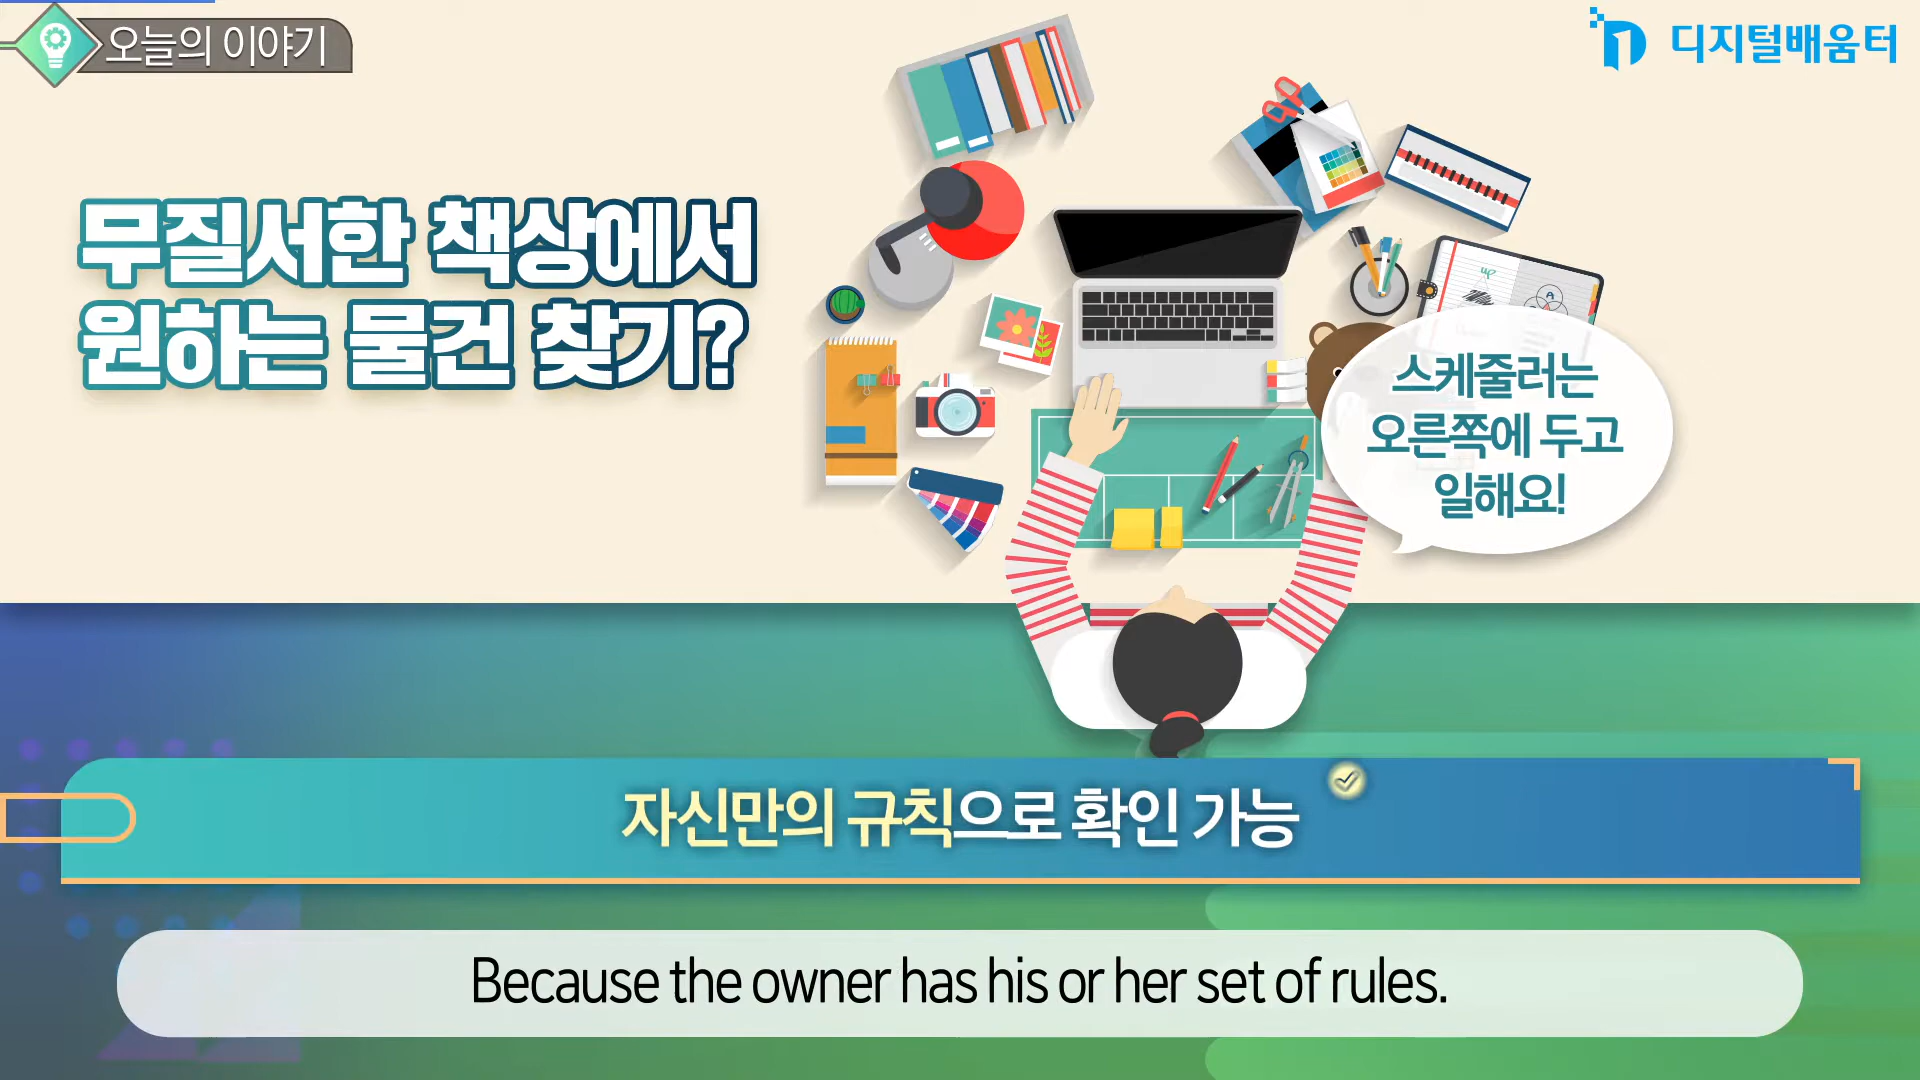 오늘의 이야기
디지털배움터
무질서한 책상에서
원하는 물건 찾기?
스케줄러는
오른쪽에 두고
일해요!
자신만의 규칙으로 확인 가능
Because the owner has his or her set of rules.